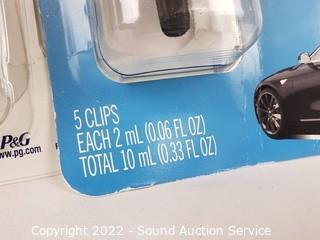 5 CLIPS
EACH 2 mL (0.06 FL OZ)
TOTAL 10 mL (0.33 FL OZ)
P&G
www.pg.com
Copyright 2022 - Sound Auction Service